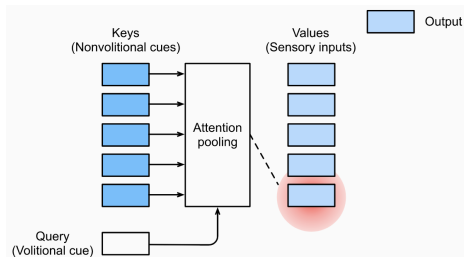 Keys
(Nonvolitional cues)
Values
(Sensory inputs)
Output
Attention
pooling
Query
(Volitional cue)